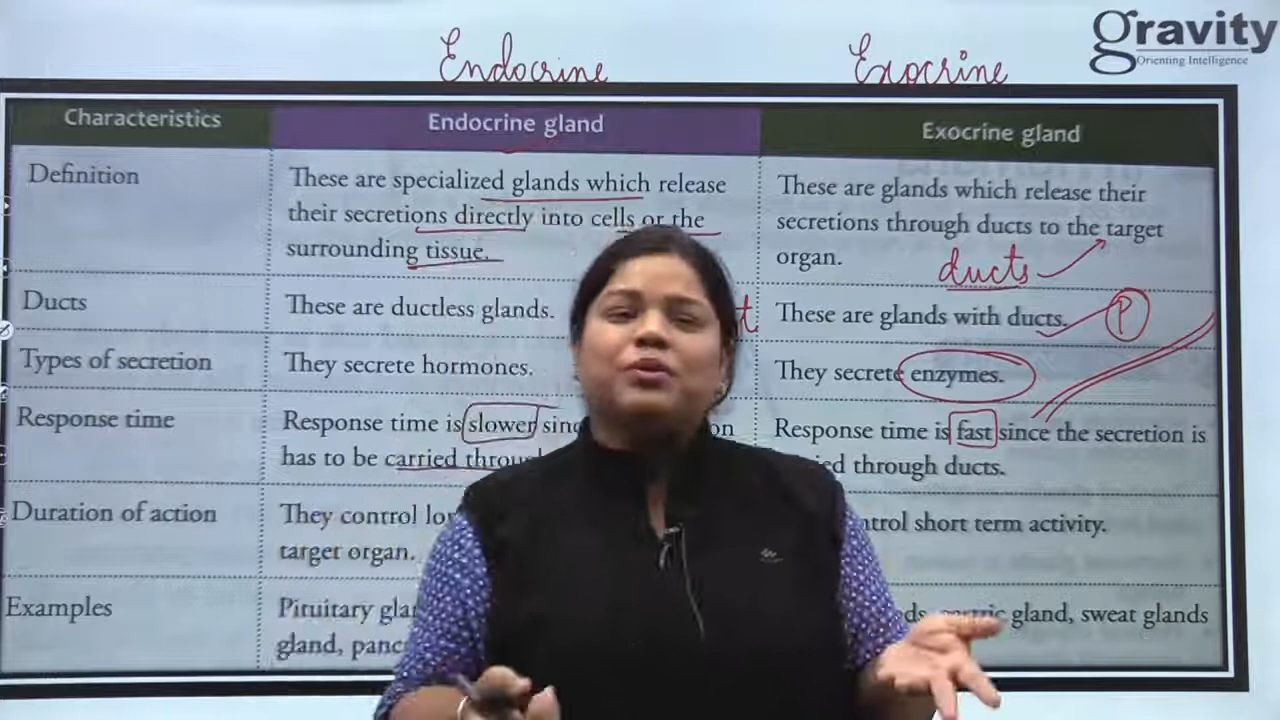 Endocrine
Exocrine
gravity
Orienting Intelligence
Characteristics
Endocrine gland
Exocrine gland
Definition
These are specialized glands which release
their secretions directly into cells or the
surrounding tissue.
These are glands which release their
secretions through ducts to the target
organ.
ducts
Ducts
These are ductless glands.
t
These are glands with ducts.
P
Types of secretion
They secrete hormones.
They secrete enzymes.
Response time
Response time is slower
has to be carried
Response time is fast since the secretion is
through ducts.
Duration of action
They control
target organ.
short term activity.
Examples
Pituitary
gland,
gland, sweat glands